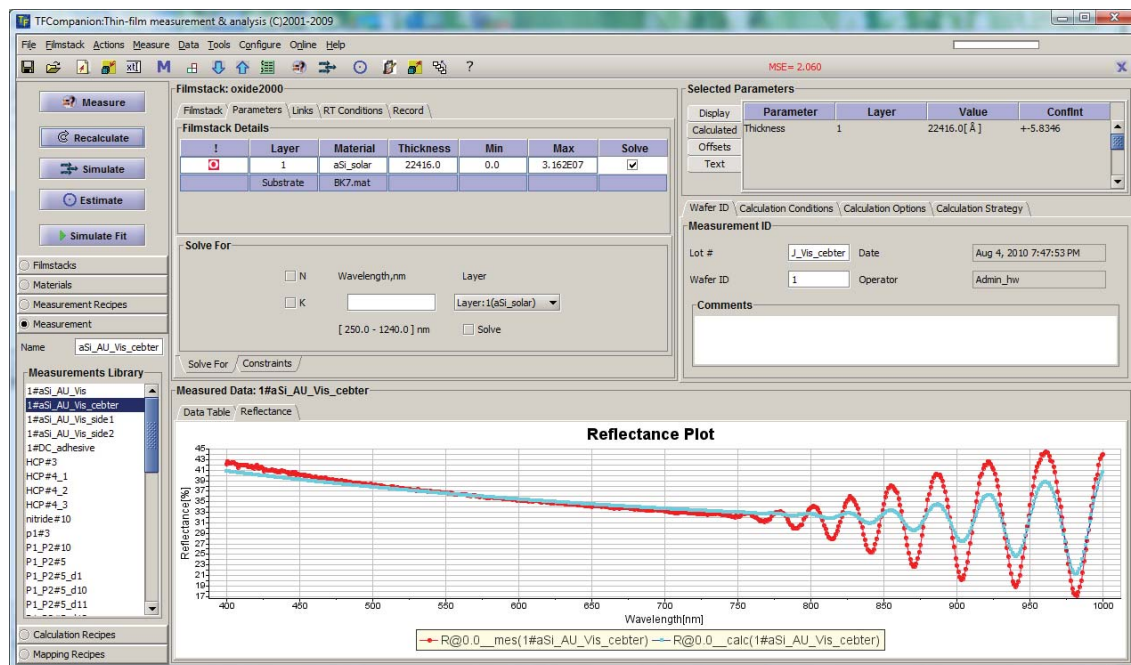 TFCompanion:Thin-film measurement & analysis (C)2001-2009
File Filmstack Actions Measure Data Tools Configure Online Help
M ?
MSE= 2.060
X
Measure
Recalculate
Simulate
Estimate
Simulate Fit
Filmstacks
Materials
Measurement Recipes
Measurement
Name aSi_AU_Vis_cebter
Measurements Library
1#aSi_AU_Vis
1#aSi_AU_Vis_cebter
1#aSi_AU_Vis_side1
1#aSi_AU_Vis_side2
1#DC_adhesive
HCP#3
HCP#4_1
HCP#4_2
HCP#4_3
nitride#10
p1#3
P1_P2#10
P1_P2#5
P1_P2#5_d1
P1_P2#5_d10
P1_P2#5_d11
Calculation Recipes
Mapping Recipes
Filmstack: oxide2000
Filmstack Parameters Links RT Conditions Record
Filmstack Details
! Layer Material Thickness Min Max Solve
1 aSi_solar 22416.0 0.0 3.162E07
Substrate BK7.mat
Solve For
N Wavelength,nm Layer
K Layer:1(aSi_solar)
[ 250.0 - 1240.0 ] nm Solve
Solve For Constraints
Selected Parameters
Display
Calculated
Offsets
Text
Parameter Layer Value ConfInt
Thickness 1 22416.0[Å] +-5.8346
Wafer ID Calculation Conditions Calculation Options Calculation Strategy
Measurement ID
Lot # J_Vis_cebter Date Aug 4, 2010 7:47:53 PM
Wafer ID 1 Operator Admin_hw
Comments
Measured Data: 1#aSi_AU_Vis_cebter
Data Table Reflectance
Reflectance Plot
Reflectance[%]
45
43
41
39
37
35
33
31
29
27
25
23
21
19
17
400 450 500 550 600 650 700 750 800 850 900 950 1000
Wavelength[nm]
R@0.0__mes(1#aSi_AU_Vis_cebter) R@0.0__calc(1#aSi_AU_Vis_cebter)